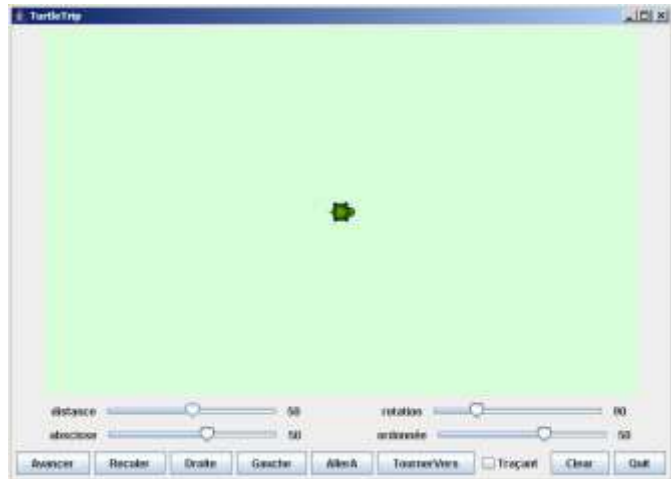 TurtleTrip
distance 50 rotation 90
abscisse 50 ordonnée 50
Avancer Reculer Droite Gauche AllerA TournerVers Traçant Clear Quit